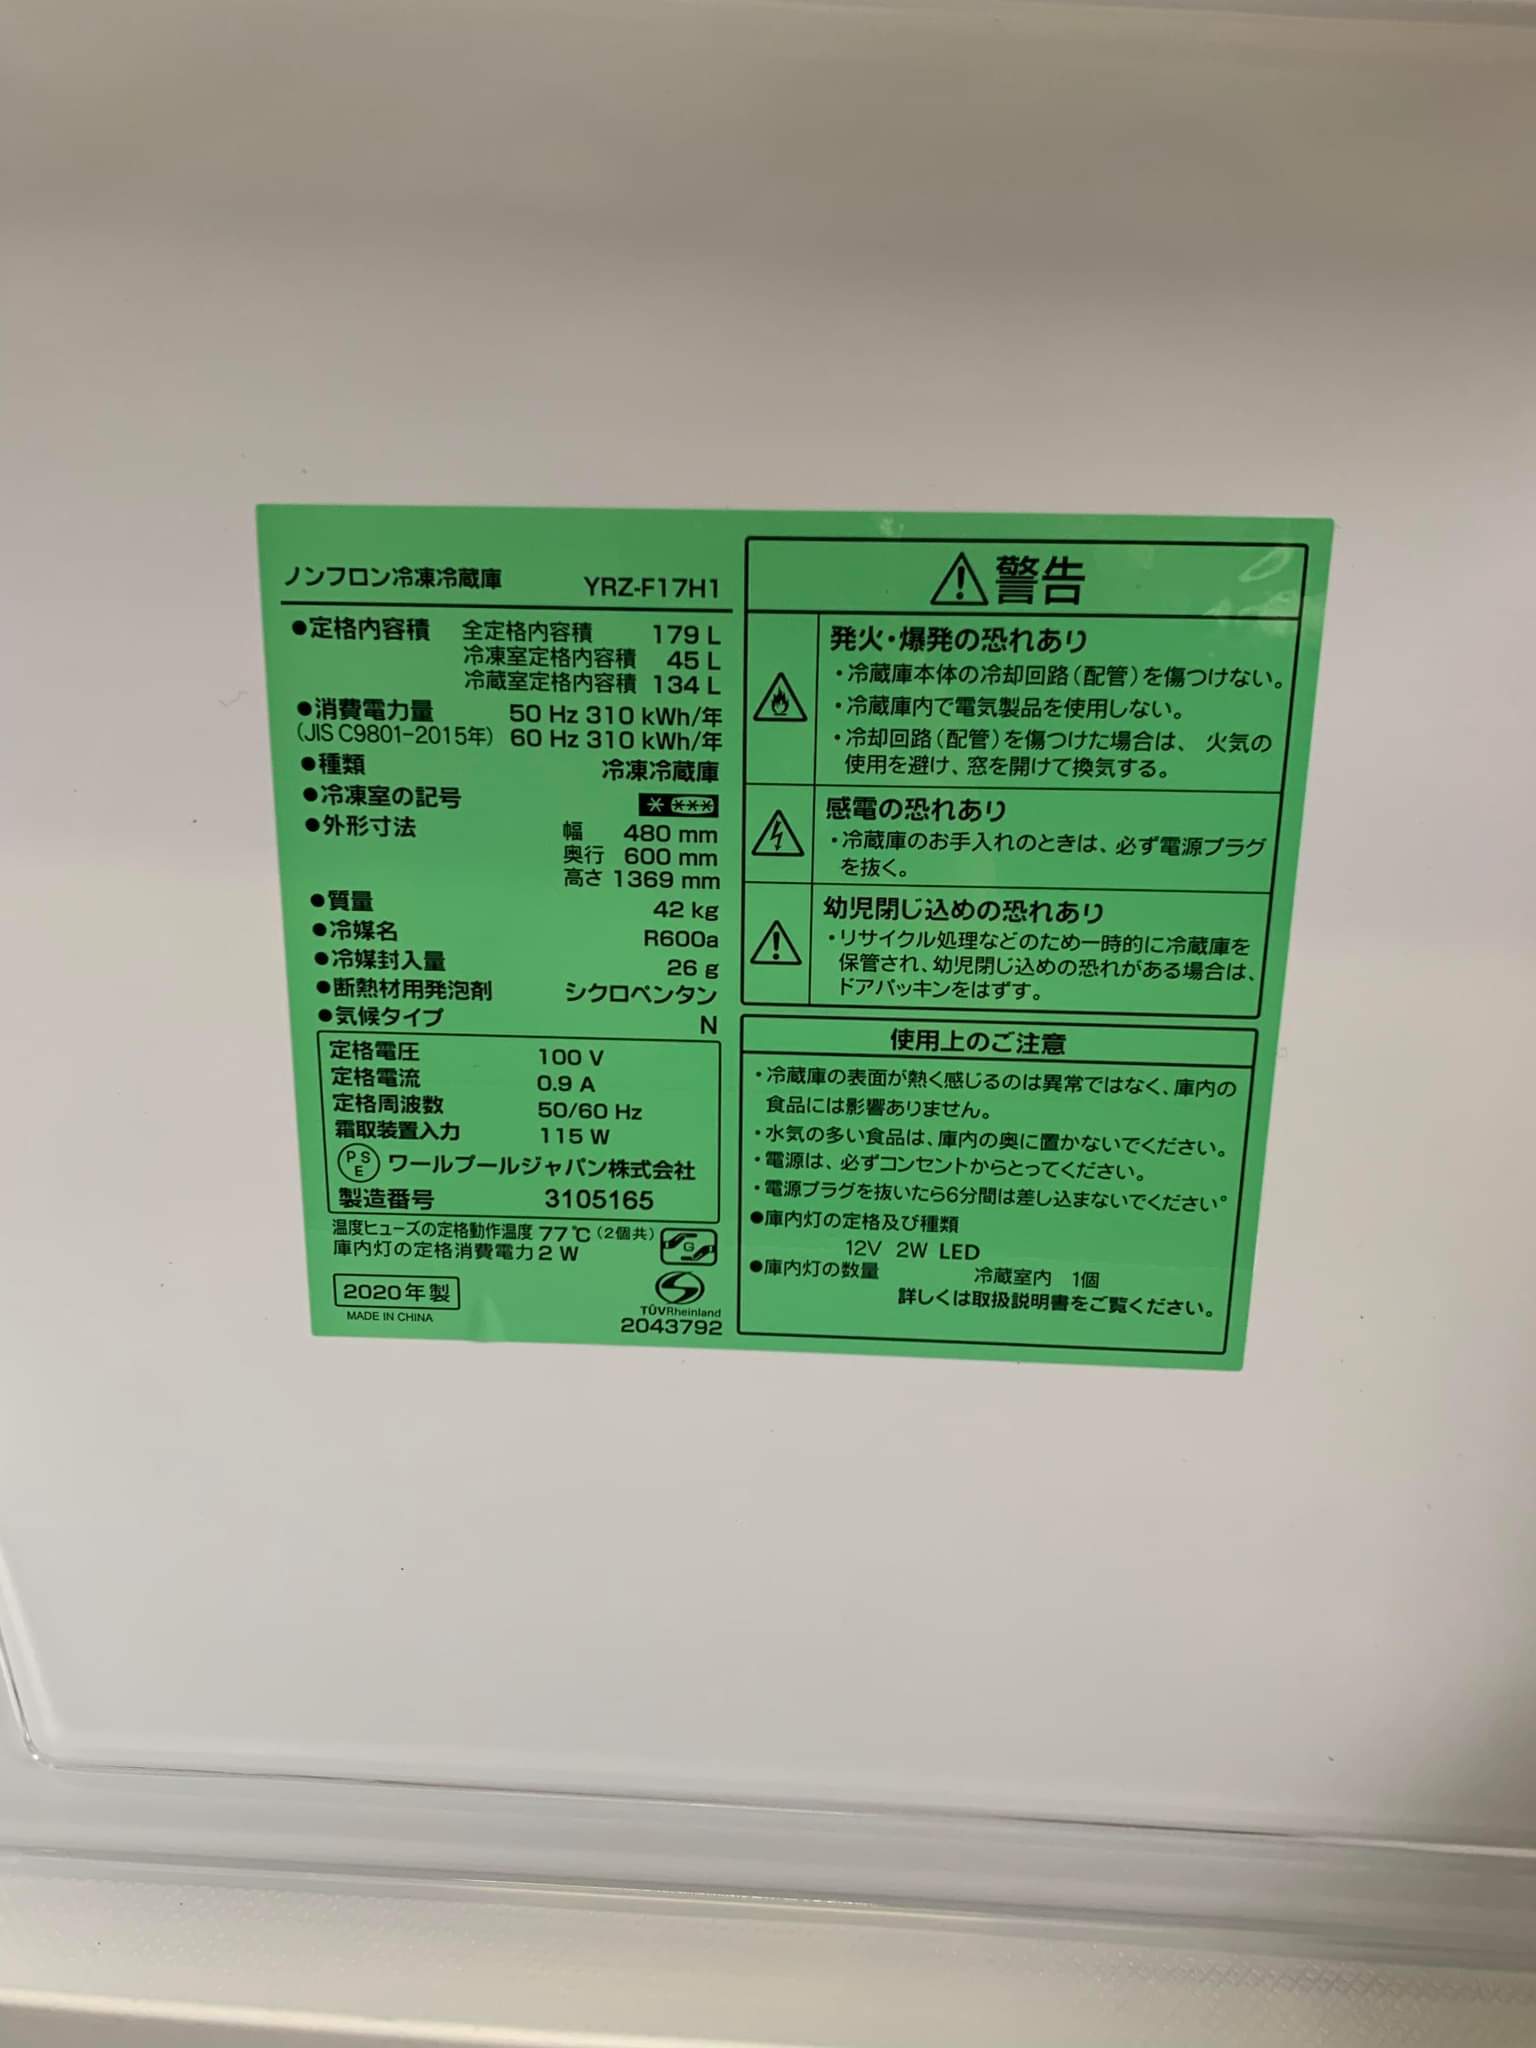 ノンフロン冷凍冷蔵庫 YRZ-F17H1
●定格内容積 全定格内容積 179 L
冷凍室定格内容積 45 L
冷蔵室定格内容積 134 L
●消費電力量 50 Hz 310 kWh/年
(JIS C9801-2015年) 60 Hz 310 kWh/年
●種類 冷凍冷蔵庫
●冷凍室の記号
●外形寸法 幅 480 mm
奥行 600 mm
高さ 1369 mm
●質量 42 kg
●冷媒名 R600a
●冷媒封入量 26 g
●断熱材用発泡剤 シクロペンタン
●気候タイプ N
定格電圧 100 V
定格電流 0.9 A
定格周波数 50/60 Hz
霜取装置入力 115 W
PSE ワールプールジャパン株式会社
製造番号 3105165
温度ヒューズの定格動作温度 77℃(2個共)
庫内灯の定格消費電力2 W
G
2020年製
MADE IN CHINA
TÜVRheinland
2043792
警告
発火・爆発の恐れあり
・冷蔵庫本体の冷却回路(配管)を傷つけない。
・冷蔵庫内で電気製品を使用しない。
・冷却回路(配管)を傷つけた場合は、火気の
使用を避け、窓を開けて換気する。
感電の恐れあり
・冷蔵庫のお手入れのときは、必ず電源プラグ
を抜く。
幼児閉じ込めの恐れあり
・リサイクル処理などのため一時的に冷蔵庫を
保管され、幼児閉じ込めの恐れがある場合は、
ドアパッキンをはずす。
使用上のご注意
・冷蔵庫の表面が熱く感じるのは異常ではなく、庫内の
食品には影響ありません。
・水気の多い食品は、庫内の奥に置かないでください。
・電源は、必ずコンセントからとってください。
・電源プラグを抜いたら6分間は差し込まないでください。
●庫内灯の定格及び種類
12V 2W LED
●庫内灯の数量 冷蔵室内 1個
詳しくは取扱説明書をご覧ください。